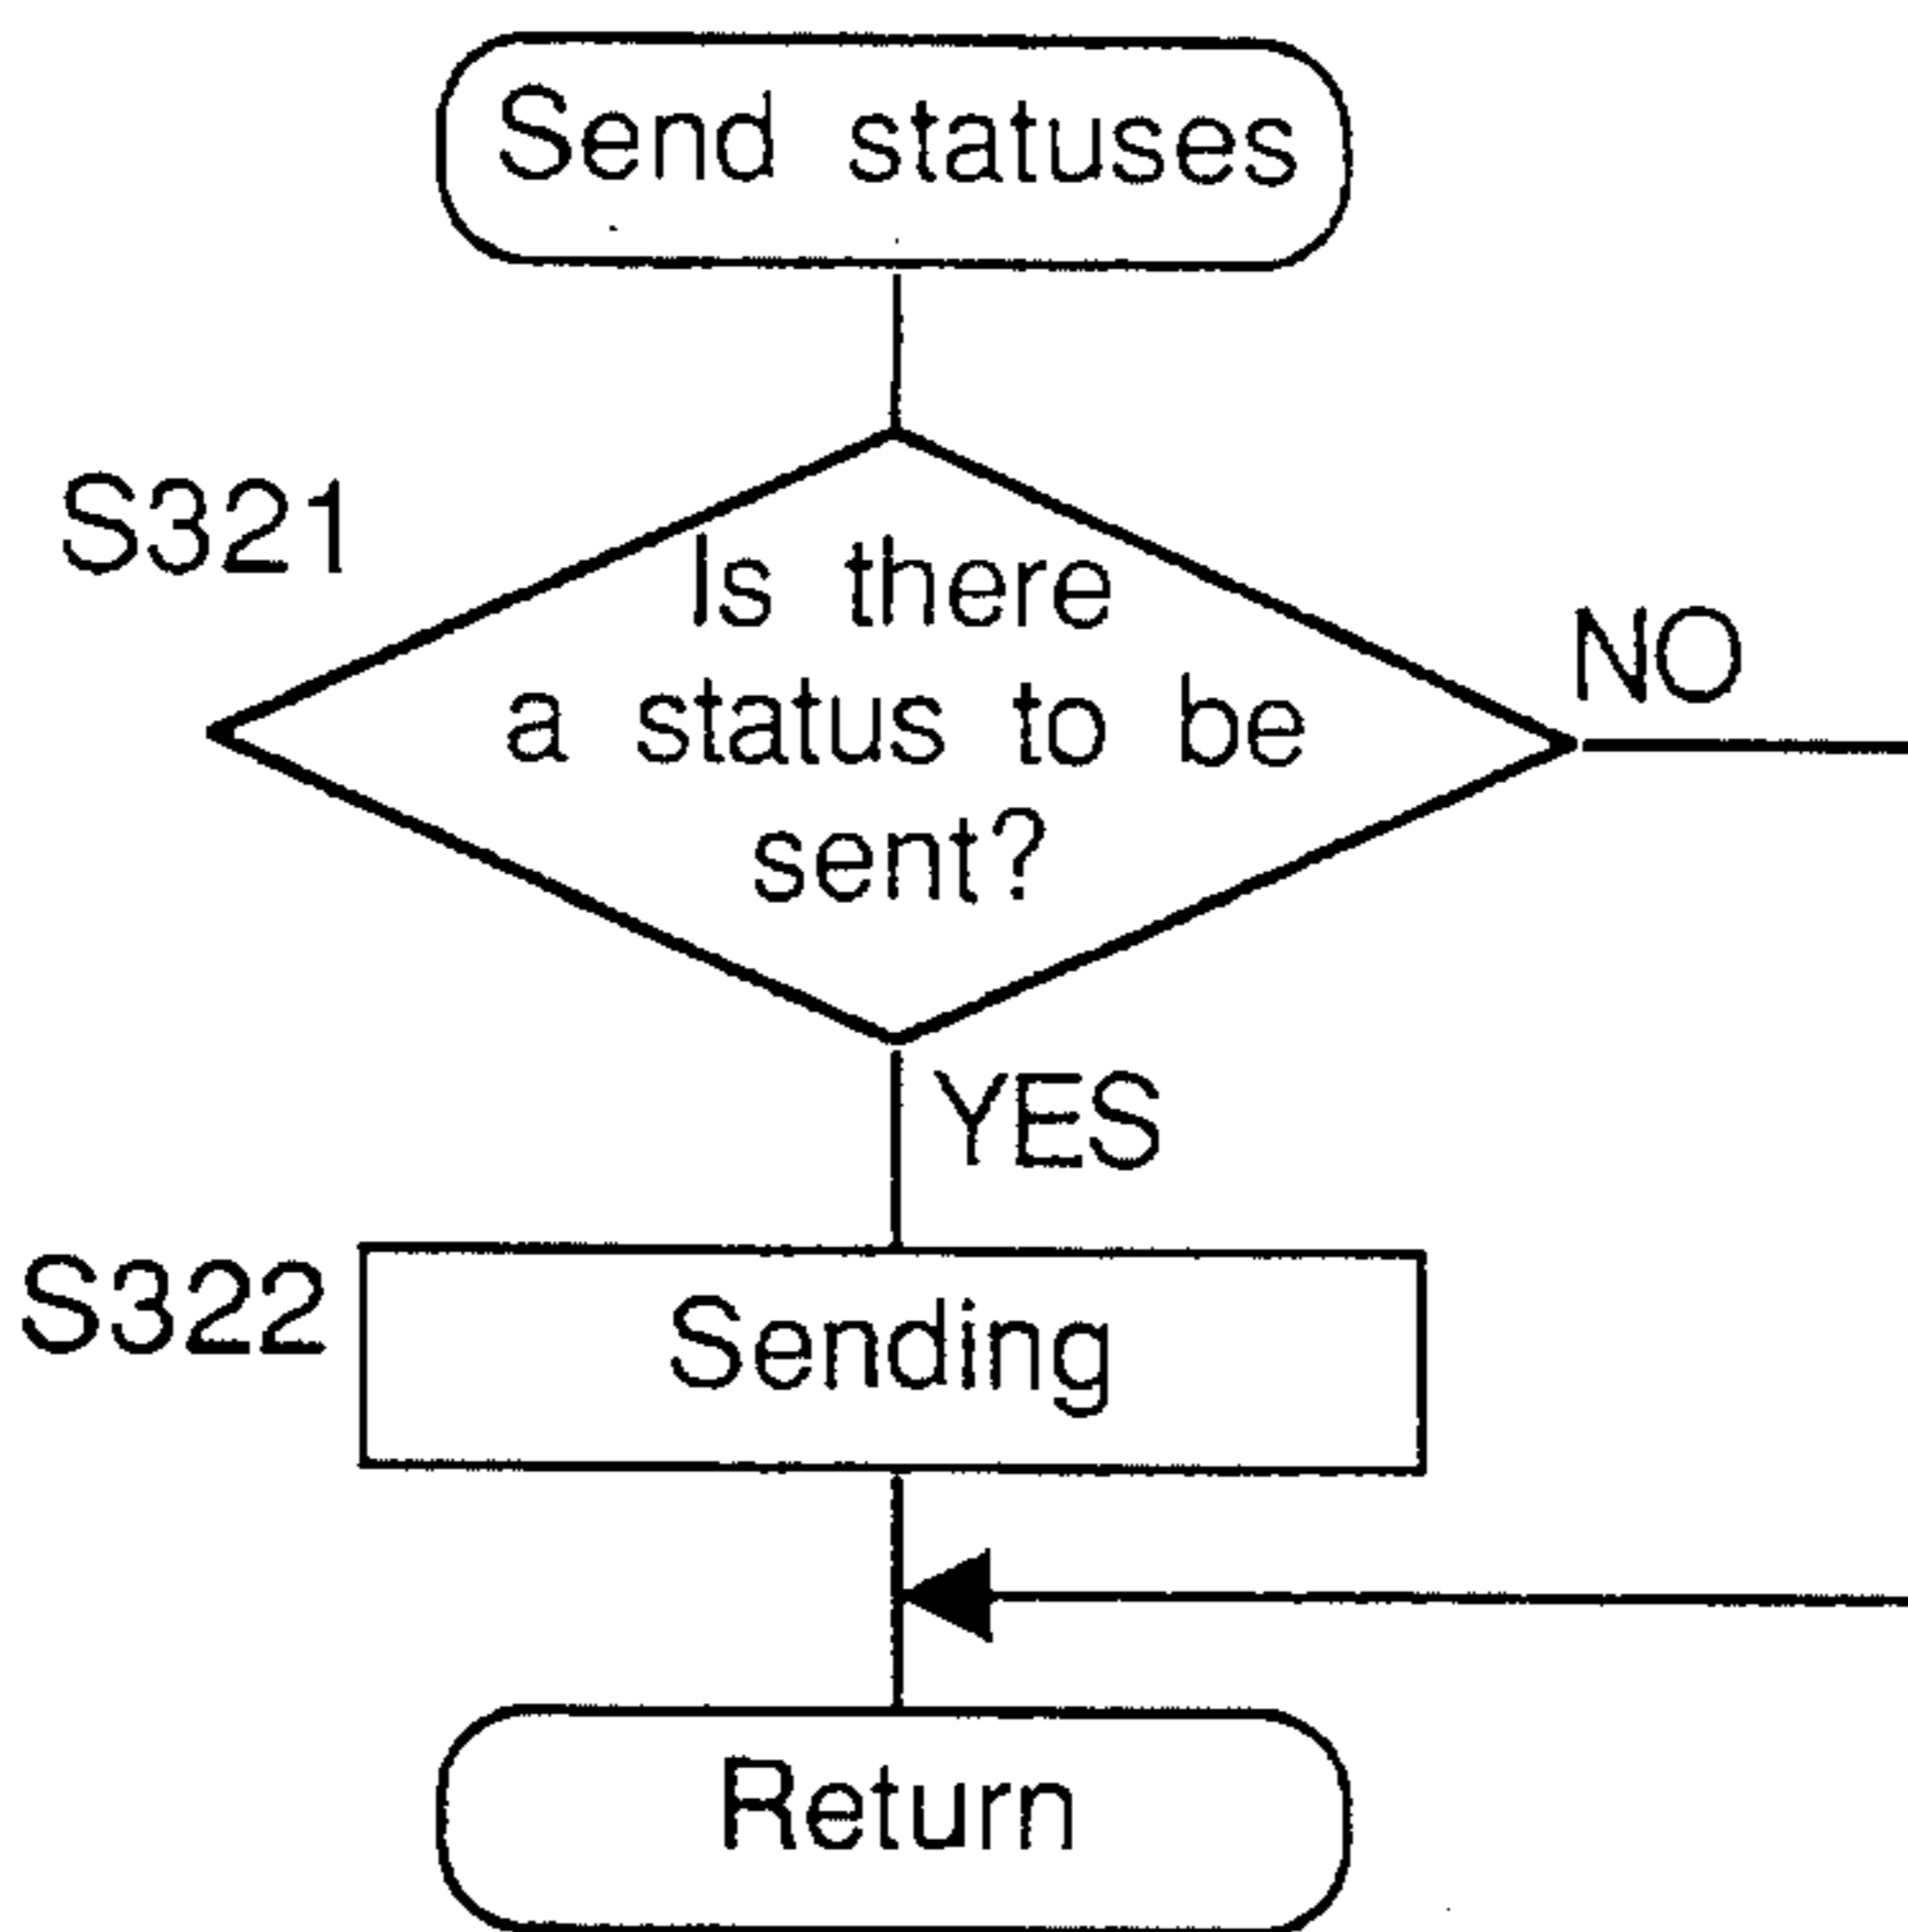 Send statuses
S321
Is there
a status to be
sent?
NO
YES
S322
Sending
Return